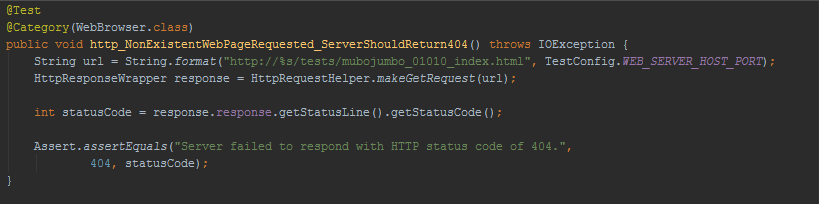 @Test
@Category(WebBrowser.class)
public void http_NonExistentWebPageRequested_ServerShouldReturn404() throws IOException {
    String url = String.format("http://%s/tests/mubojumbo_01010_index.html", TestConfig.WEB_SERVER_HOST_PORT);
    HttpResponseWrapper response = HttpRequestHelper.makeGetRequest(url);

    int statusCode = response.response.getStatusLine().getStatusCode();

    Assert.assertEquals("Server failed to respond with HTTP status code of 404.",
            404, statusCode);
}